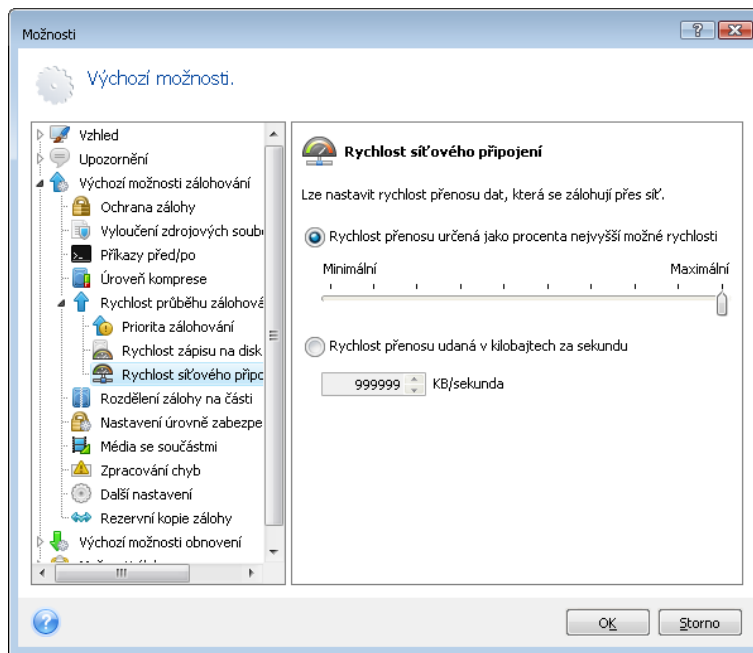 Možnosti
Výchozí možnosti.
Vzhled
Upozornění
Výchozí možnosti zálohování
Ochrana zálohy
Vyloučení zdrojových soub
Příkazy před/po
Úroveň komprese
Rychlost průběhu zálohová
Priorita zálohování
Rychlost zápisu na disk
Rychlost síťového připo
Rozdělení zálohy na části
Nastavení úrovně zabezpe
Média se součástmi
Zpracování chyb
Další nastavení
Rezervní kopie zálohy
Výchozí možnosti obnovení
Rychlost síťového připojení
Lze nastavit rychlost přenosu dat, která se zálohují přes síť.
Rychlost přenosu určená jako procenta nejvyšší možné rychlosti
Minimální Maximální
Rychlost přenosu udaná v kilobajtech za sekundu
999999 KB/sekunda
OK Storno